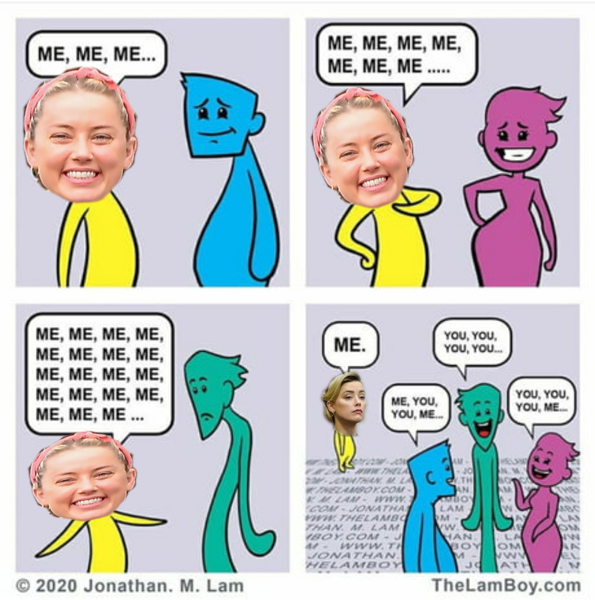 ME, ME, ME...
ME, ME, ME, ME,
ME, ME, ME .....
ME, ME, ME, ME,
ME, ME, ME, ME,
ME, ME, ME, ME,
ME, ME, ME, ME,
ME, ME, ME ...
ME.
YOU, YOU,
YOU, YOU...
ME, YOU,
YOU, ME...
YOU, YOU,
YOU, ME...
© 2020 Jonathan. M. Lam
TheLamBoy.com